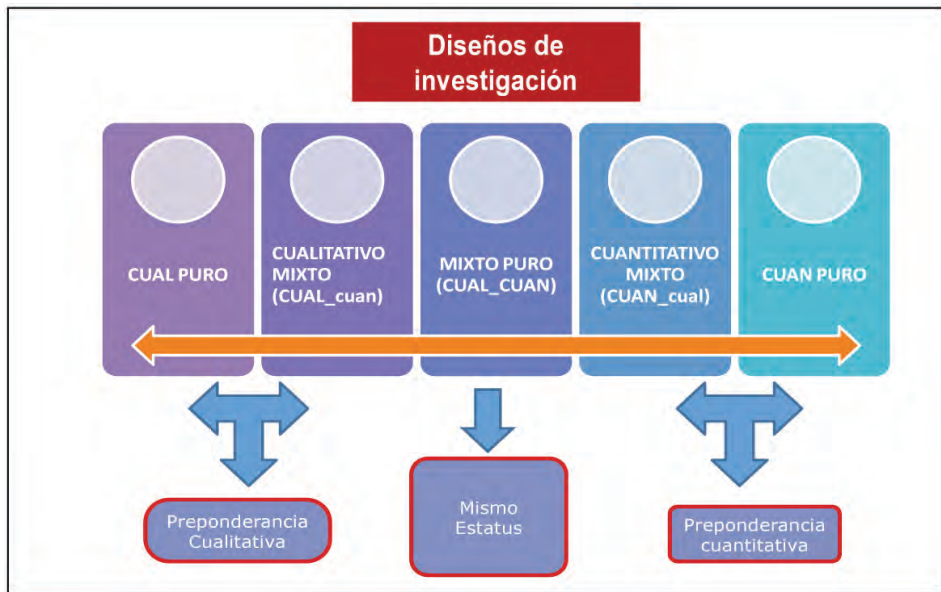 Diseños de
investigación
CUAL PURO
CUALITATIVO
MIXTO
(CUAL_cuan)
MIXTO PURO
(CUAL_CUAN)
CUANTITATIVO
MIXTO
(CUAN_cual)
CUAN PURO
Preponderancia
Cualitativa
Mismo
Estatus
Preponderancia
cuantitativa